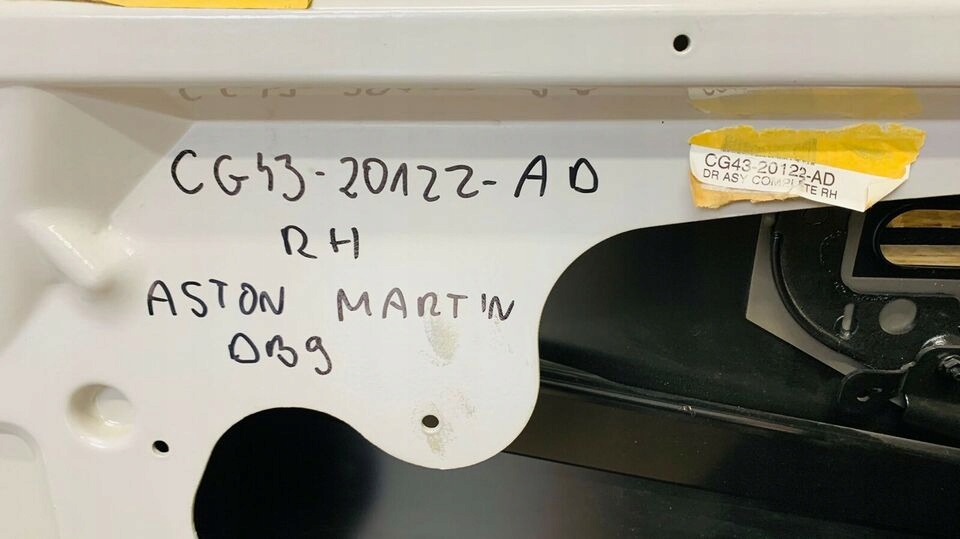 CG43-20122-AD
RH
ASTON MARTIN
DB9
CG43-20122-AD
DR ASY COMPLETE RH